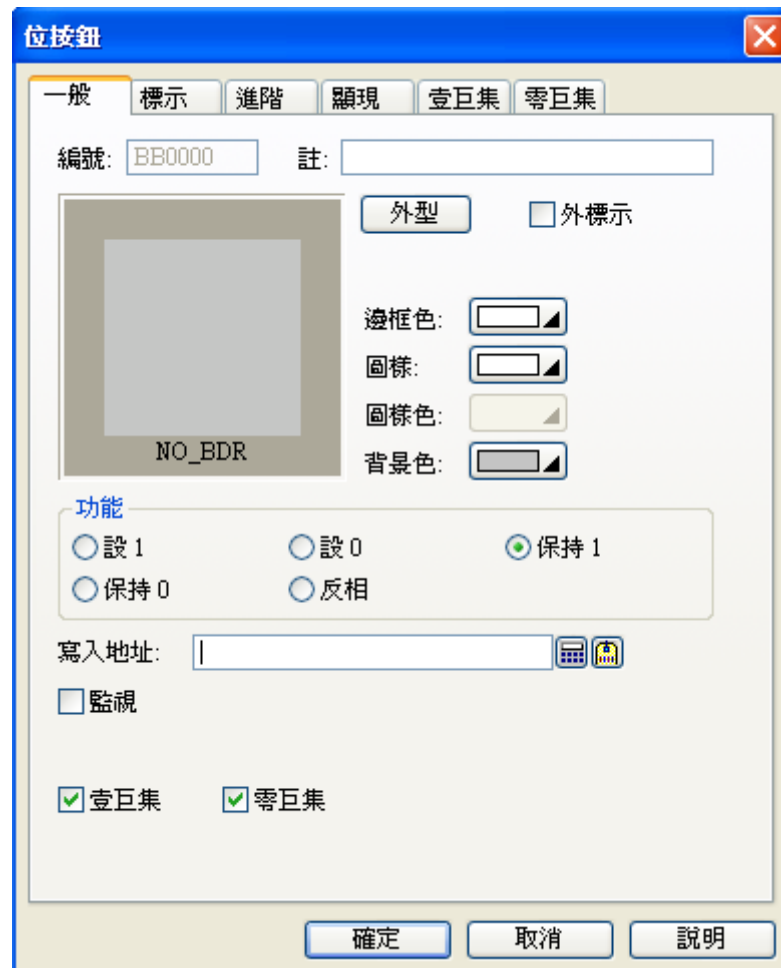 位按鈕
一般 標示 進階 顯現 壹巨集 零巨集
編號: BB0000 註:
外型 外標示
邊框色:
圖樣:
圖樣色:
NO_BDR
背景色:
功能
設 1 設 0 保持 1
保持 0 反相
寫入地址:
監視
壹巨集 零巨集
確定 取消 說明